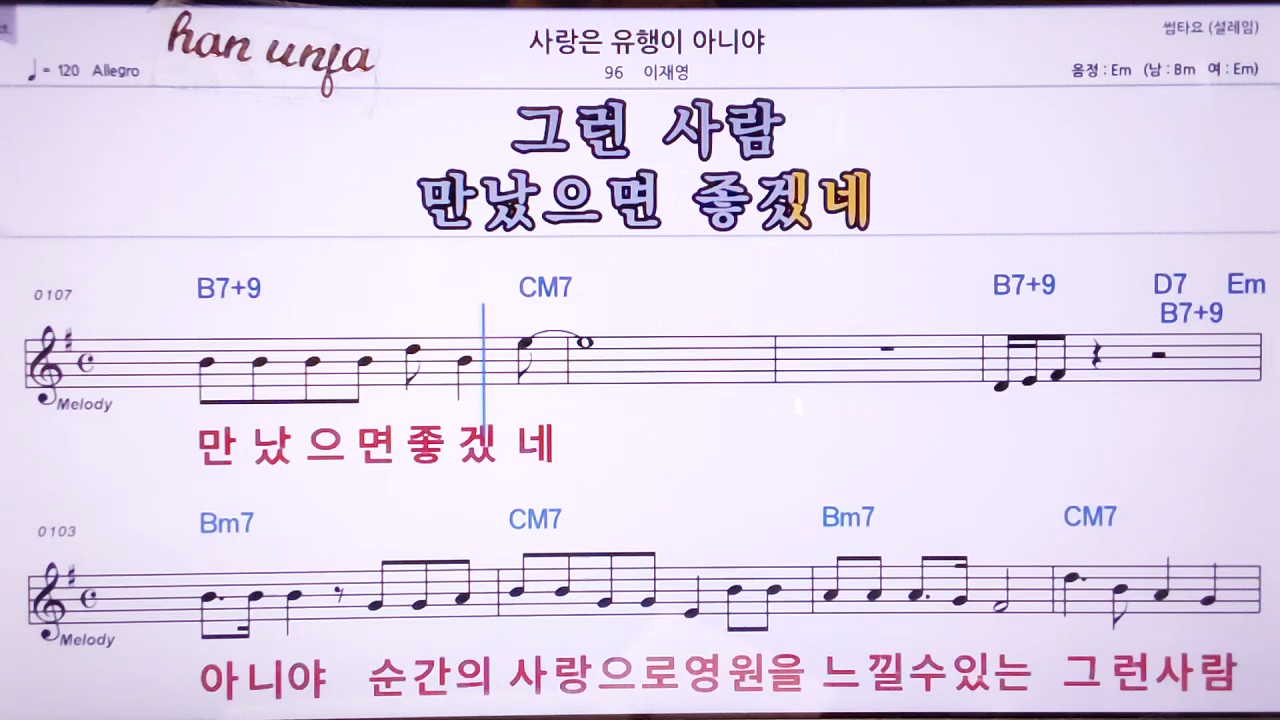 han unfa
사랑은 유행이 아니야
썸타요 (설레임)
♩= 120 Allegro
96 이재영
음정 : Em (남 : Bm 여 : Em)
그런 사람
만났으면 좋겠네
0107 B7+9 CM7 B7+9 D7 Em
B7+9
Melody
만 났 으 면 좋 겠 네
0103 Bm7 CM7 Bm7 CM7
Melody
아니야 순간의 사랑으로영원을 느낄수있는 그런사람